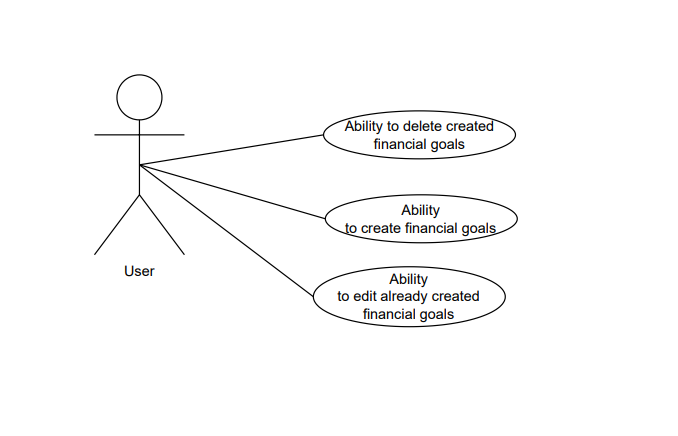 Ability to delete created
financial goals
Ability
to create financial goals
Ability
to edit already created
financial goals
User